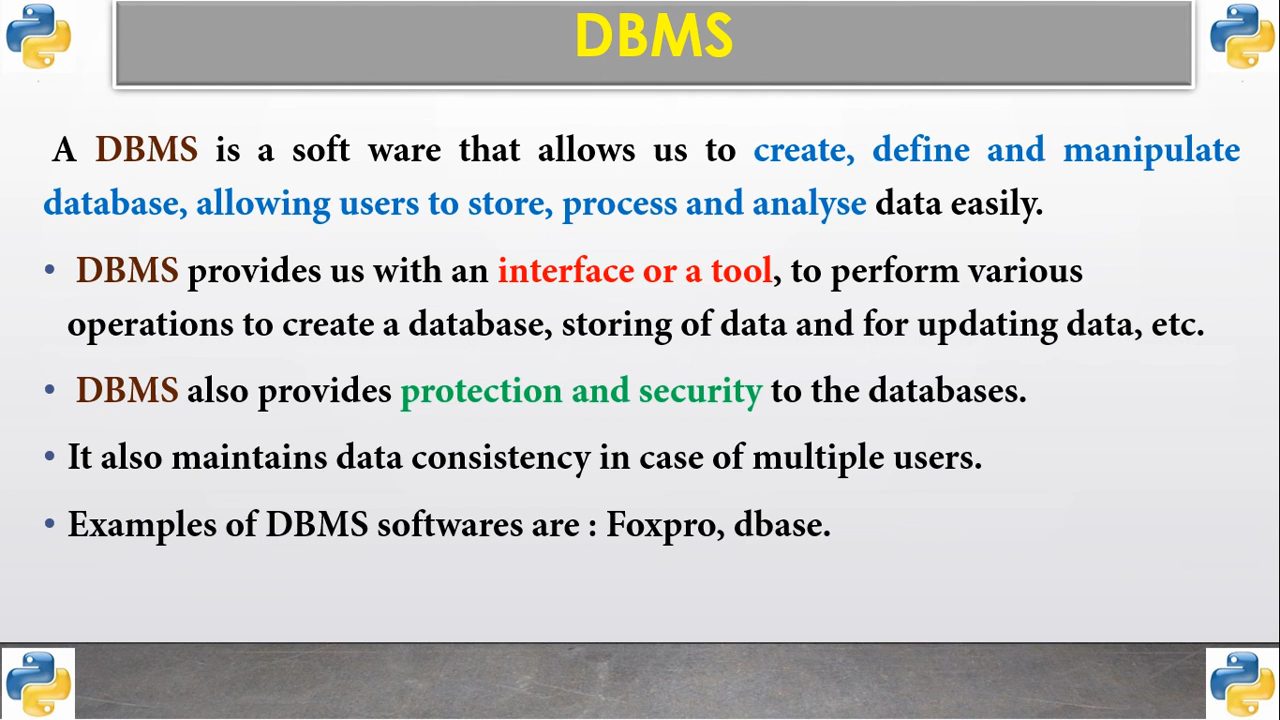 DBMS
A DBMS is a soft ware that allows us to create, define and manipulate
database, allowing users to store, process and analyse data easily.
• DBMS provides us with an interface or a tool, to perform various
operations to create a database, storing of data and for updating data, etc.
• DBMS also provides protection and security to the databases.
• It also maintains data consistency in case of multiple users.
• Examples of DBMS softwares are : Foxpro, dbase.